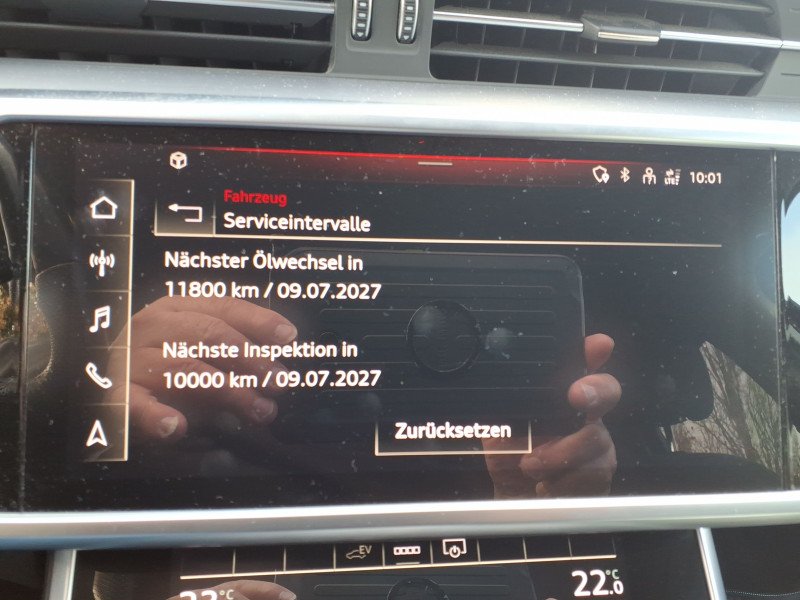 10:01
Fahrzeug
Serviceintervalle
Nächster Ölwechsel in
11800 km / 09.07.2027
Nächste Inspektion in
10000 km / 09.07.2027
Zurücksetzen
EV
22.0 °C